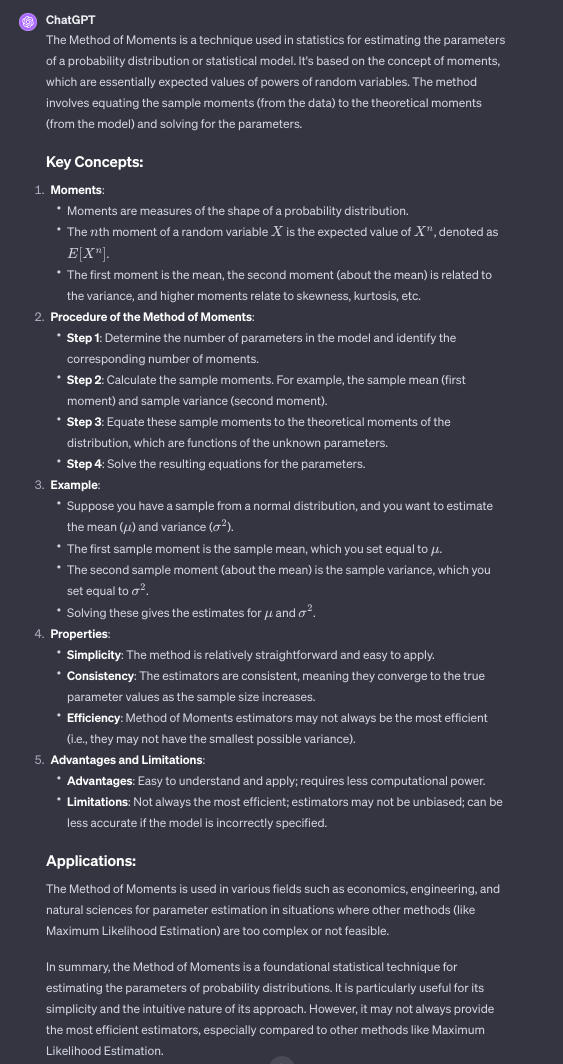 ChatGPT
The Method of Moments is a technique used in statistics for estimating the parameters
of a probability distribution or statistical model. It's based on the concept of moments,
which are essentially expected values of powers of random variables. The method
involves equating the sample moments (from the data) to the theoretical moments
(from the model) and solving for the parameters.
Key Concepts:
1. Moments:
• Moments are measures of the shape of a probability distribution.
• The nth moment of a random variable X is the expected value of Xⁿ, denoted as
E[Xⁿ].
• The first moment is the mean, the second moment (about the mean) is related to
the variance, and higher moments relate to skewness, kurtosis, etc.
2. Procedure of the Method of Moments:
• Step 1: Determine the number of parameters in the model and identify the
corresponding number of moments.
• Step 2: Calculate the sample moments. For example, the sample mean (first
moment) and sample variance (second moment).
• Step 3: Equate these sample moments to the theoretical moments of the
distribution, which are functions of the unknown parameters.
• Step 4: Solve the resulting equations for the parameters.
3. Example:
• Suppose you have a sample from a normal distribution, and you want to estimate
the mean (μ) and variance (σ²).
• The first sample moment is the sample mean, which you set equal to μ.
• The second sample moment (about the mean) is the sample variance, which you
set equal to σ².
• Solving these gives the estimates for μ and σ².
4. Properties:
• Simplicity: The method is relatively straightforward and easy to apply.
• Consistency: The estimators are consistent, meaning they converge to the true
parameter values as the sample size increases.
• Efficiency: Method of Moments estimators may not always be the most efficient
(i.e., they may not have the smallest possible variance).
5. Advantages and Limitations:
• Advantages: Easy to understand and apply; requires less computational power.
• Limitations: Not always the most efficient; estimators may not be unbiased; can be
less accurate if the model is incorrectly specified.
Applications:
The Method of Moments is used in various fields such as economics, engineering, and
natural sciences for parameter estimation in situations where other methods (like
Maximum Likelihood Estimation) are too complex or not feasible.
In summary, the Method of Moments is a foundational statistical technique for
estimating the parameters of probability distributions. It is particularly useful for its
simplicity and the intuitive nature of its approach. However, it may not always provide
the most efficient estimators, especially compared to other methods like Maximum
Likelihood Estimation.